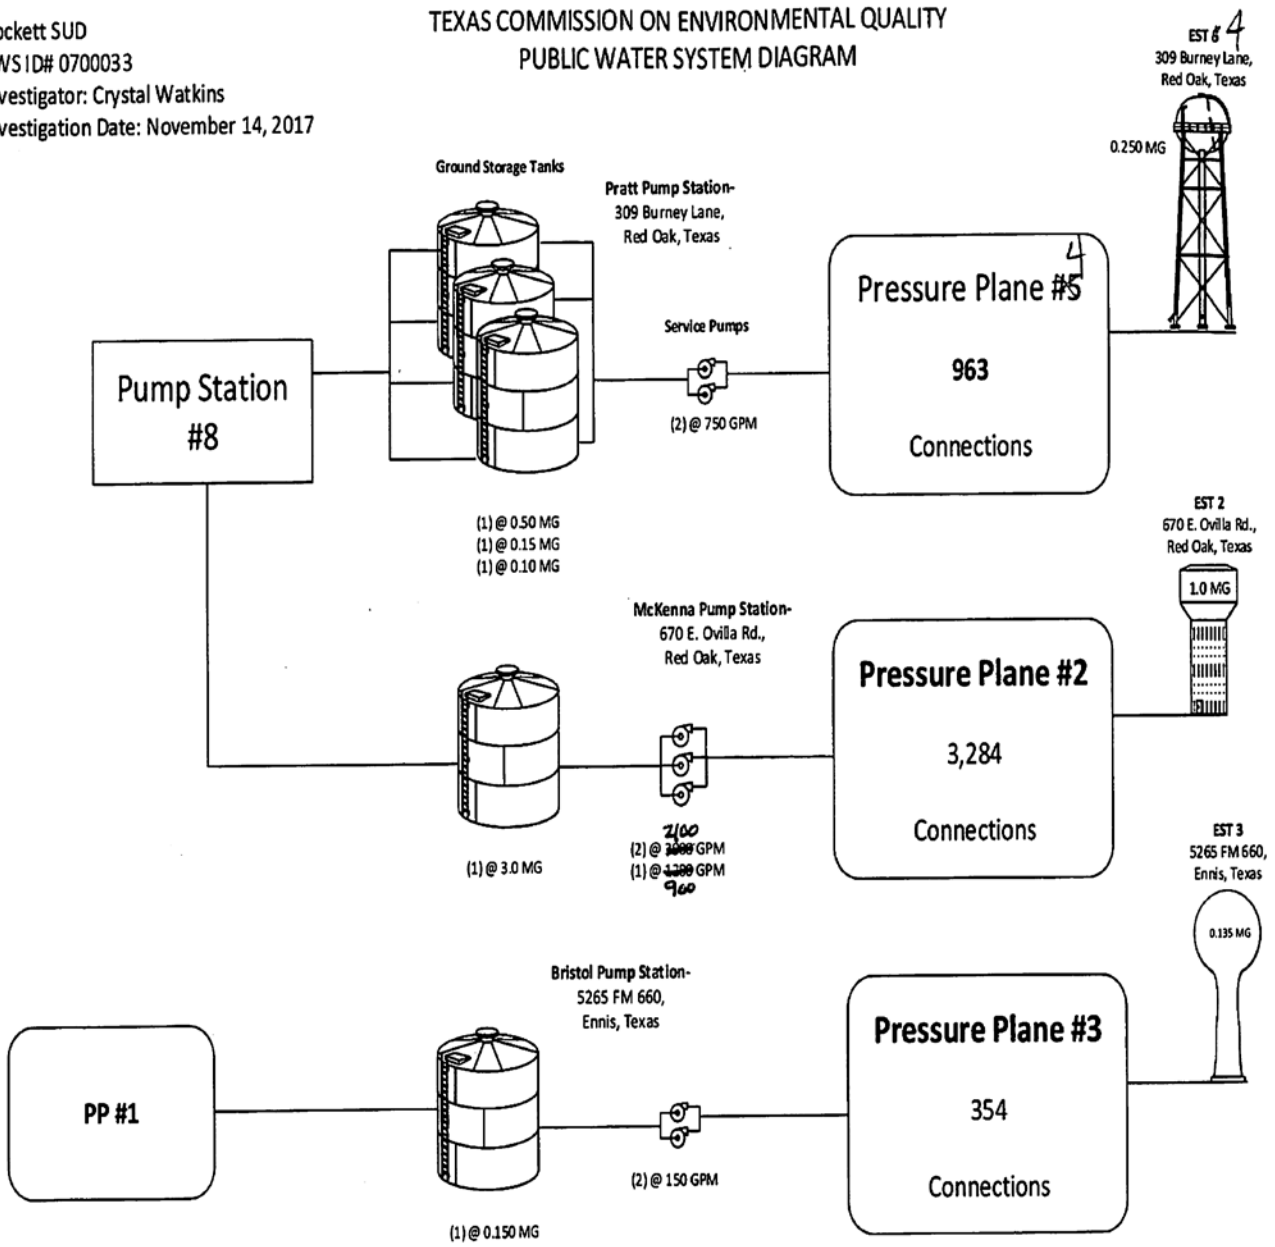 ockett SUD
WS ID# 0700033
vestigator: Crystal Watkins
vestigation Date: November 14, 2017
TEXAS COMMISSION ON ENVIRONMENTAL QUALITY
PUBLIC WATER SYSTEM DIAGRAM
EST 4
309 Burney Lane,
Red Oak, Texas
0.250 MG
Ground Storage Tanks
Pratt Pump Station-
309 Burney Lane,
Red Oak, Texas
Service Pumps
(2) @ 750 GPM
4
Pressure Plane #5
963
Connections
Pump Station
#8
(1) @ 0.50 MG
(1) @ 0.15 MG
(1) @ 0.10 MG
EST 2
670 E. Ovilla Rd.,
Red Oak, Texas
1.0 MG
McKenna Pump Station-
670 E. Ovilla Rd.,
Red Oak, Texas
Pressure Plane #2
3,284
Connections
(1) @ 3.0 MG
2100
(2) @ 3000 GPM
(1) @ 1200 GPM
900
EST 3
5265 FM 660,
Ennis, Texas
0.135 MG
Bristol Pump Station-
5265 FM 660,
Ennis, Texas
Pressure Plane #3
354
Connections
PP #1
(2) @ 150 GPM
(1) @ 0.150 MG